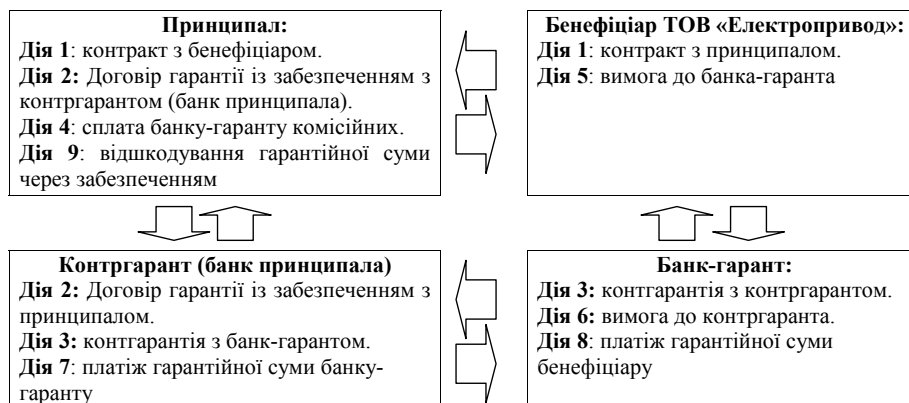 Принципал:
Дія 1: контракт з бенефіціаром.
Дія 2: Договір гарантії із забезпеченням з
контргарантом (банк принципала).
Дія 4: сплата банку-гаранту комісійних.
Дія 9: відшкодування гарантійної суми
через забезпеченням
Бенефіціар ТОВ «Електропривод»:
Дія 1: контракт з принципалом.
Дія 5: вимога до банка-гаранта
Контргарант (банк принципала)
Дія 2: Договір гарантії із забезпеченням з
принципалом.
Дія 3: контгарантія з банк-гарантом.
Дія 7: платіж гарантійної суми банку-
гаранту
Банк-гарант:
Дія 3: контгарантія з контргарантом.
Дія 6: вимога до контргаранта.
Дія 8: платіж гарантійної суми
бенефіціару